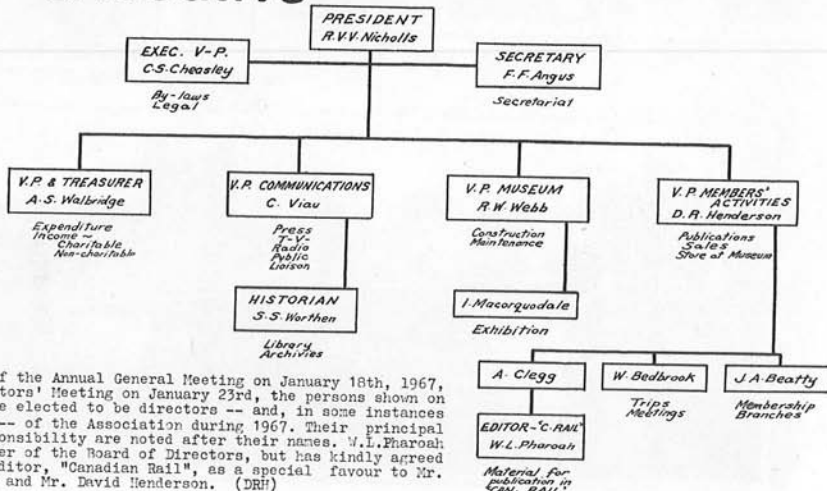 PRESIDENT
R.V.V. Nicholls
EXEC. V-P.
C.S. Cheasley
By-laws
Legal
SECRETARY
F.F. Angus
Secretarial
V.P. & TREASURER
A.S. Walbridge
Expenditure
Income ~
Charitable
Non-charitable
V.P. COMMUNICATIONS
C. Viau
Press
T-V-
Radio
Public
Liaison
HISTORIAN
S.S. Worthen
Library
Archivies
V.P. MUSEUM
R.W. Webb
Construction
Maintenance
I. Macorquodale
Exhibition
V.P. MEMBERS'
ACTIVITIES
D.R. Henderson
Publications
Sales
Store at Museum
A. Clegg
EDITOR-"C. RAIL"
W.L. Pharoah
Material for
publication in
"CAN. RAIL"
W. Bedbrook
Trips
Meetings
J.A. Beatty
Membership
Branches
f the Annual General Meeting on January 18th, 1967,
tors' Meeting on January 23rd, the persons shown on
e elected to be directors -- and, in some instances
-- of the Association during 1967. Their principal
onsibility are noted after their names. W.L.Pharoah
er of the Board of Directors, but has kindly agreed
ditor, "Canadian Rail", as a special favour to Mr.
and Mr. David Henderson. (DRH)